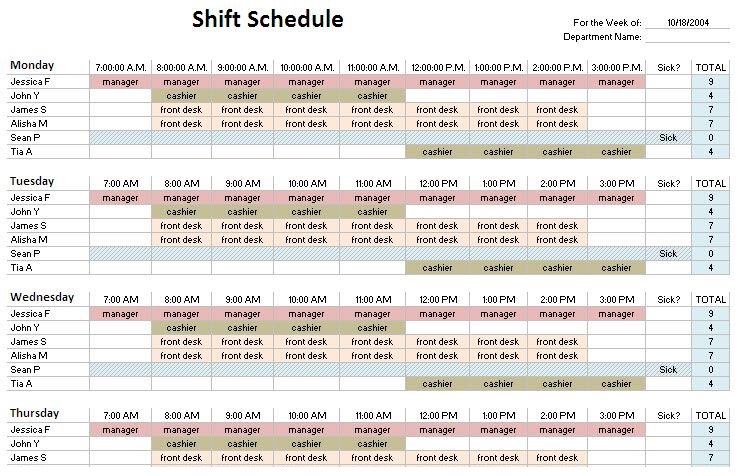 Shift Schedule
For the Week of: 10/18/2004
Department Name:
Monday 7:00:00 A.M. 8:00:00 A.M. 9:00:00 A.M. 10:00:00 A.M. 11:00:00 A.M. 12:00:00 P.M. 1:00:00 P.M. 2:00:00 P.M. 3:00:00 P.M. Sick? TOTAL
Jessica F manager manager manager manager manager manager manager manager manager 9
John Y cashier cashier cashier cashier 4
James S front desk front desk front desk front desk front desk front desk front desk 7
Alisha M front desk front desk front desk front desk front desk front desk front desk 7
Sean P Sick 0
Tia A cashier cashier cashier cashier 4
Tuesday 7:00 AM 8:00 AM 9:00 AM 10:00 AM 11:00 AM 12:00 PM 1:00 PM 2:00 PM 3:00 PM Sick? TOTAL
Jessica F manager manager manager manager manager manager manager manager manager 9
John Y cashier cashier cashier cashier 4
James S front desk front desk front desk front desk front desk front desk front desk 7
Alisha M front desk front desk front desk front desk front desk front desk front desk 7
Sean P Sick 0
Tia A cashier cashier cashier cashier 4
Wednesday 7:00 AM 8:00 AM 9:00 AM 10:00 AM 11:00 AM 12:00 PM 1:00 PM 2:00 PM 3:00 PM Sick? TOTAL
Jessica F manager manager manager manager manager manager manager manager manager 9
John Y cashier cashier cashier cashier 4
James S front desk front desk front desk front desk front desk front desk front desk 7
Alisha M front desk front desk front desk front desk front desk front desk front desk 7
Sean P Sick 0
Tia A cashier cashier cashier cashier 4
Thursday 7:00 AM 8:00 AM 9:00 AM 10:00 AM 11:00 AM 12:00 PM 1:00 PM 2:00 PM 3:00 PM Sick? TOTAL
Jessica F manager manager manager manager manager manager manager manager manager 9
John Y cashier cashier cashier cashier 4
James S front desk front desk front desk front desk front desk front desk front desk 7